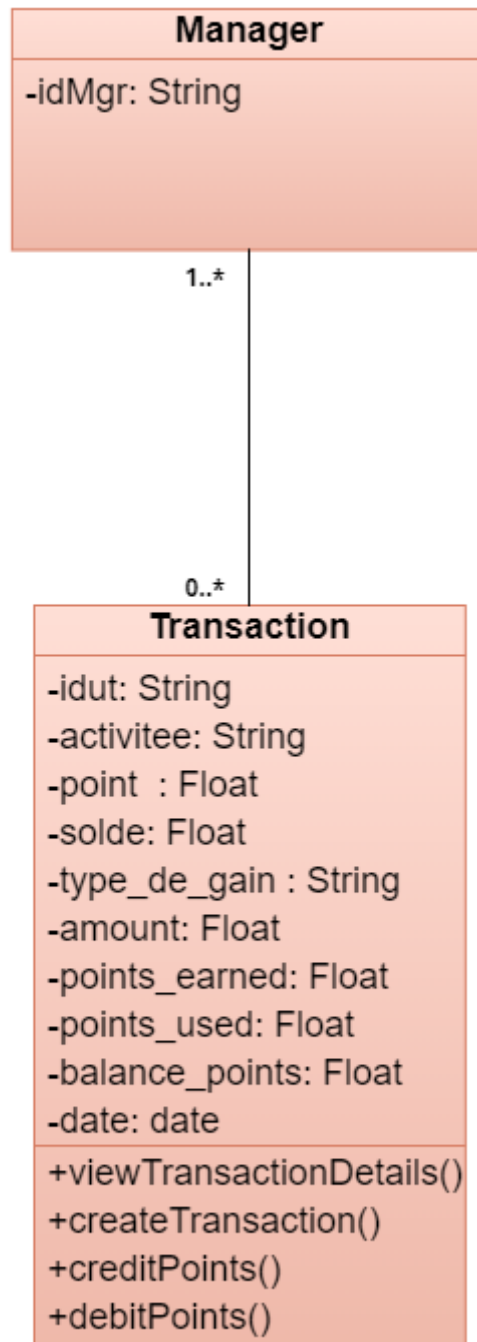 Manager
-idMgr: String
1..*
0..*
Transaction
-idut: String
-activitee: String
-point : Float
-solde: Float
-type_de_gain : String
-amount: Float
-points_earned: Float
-points_used: Float
-balance_points: Float
-date: date
+viewTransactionDetails()
+createTransaction()
+creditPoints()
+debitPoints()